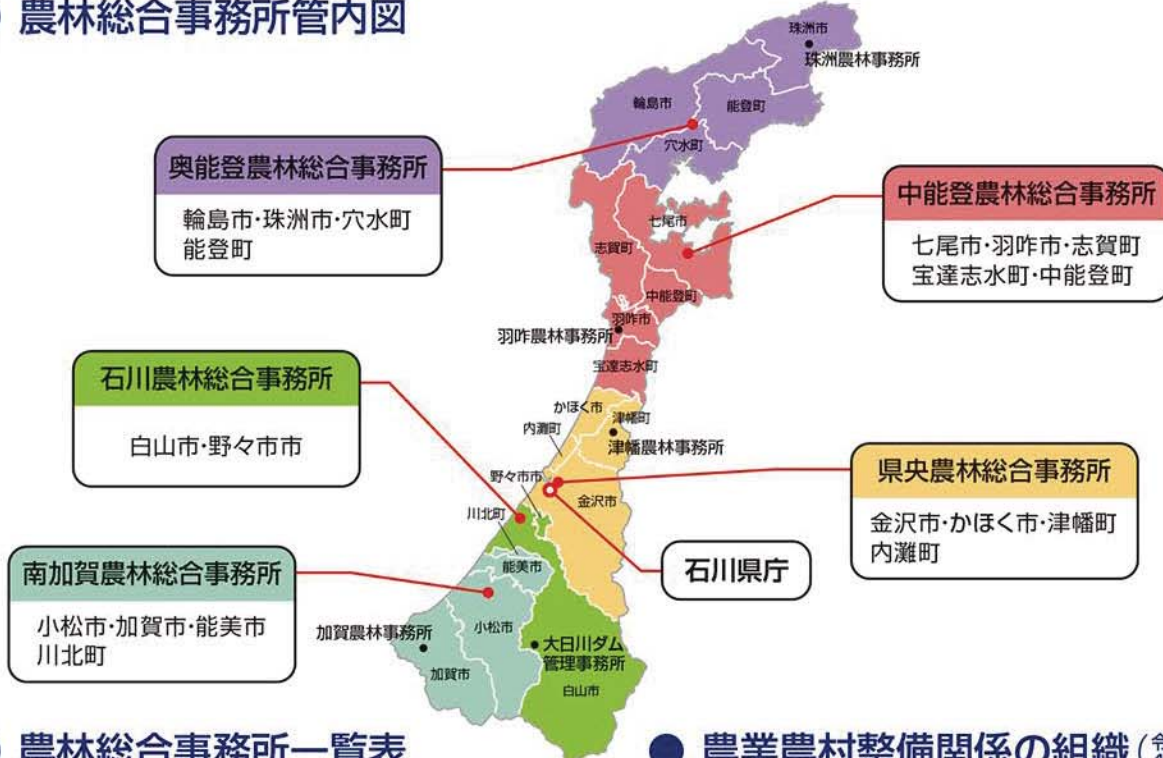 農林総合事務所管内図
珠洲市
珠洲農林事務所
輪島市
能登町
穴水町
奥能登農林総合事務所
輪島市・珠洲市・穴水町
能登町
中能登農林総合事務所
七尾市・羽咋市・志賀町
宝達志水町・中能登町
七尾市
志賀町
中能登町
羽咋市
羽咋農林事務所
宝達志水町
石川農林総合事務所
白山市・野々市市
かほく市
津幡町
内灘町
津幡農林事務所
県央農林総合事務所
金沢市・かほく市・津幡町
内灘町
野々市市
金沢市
川北町
石川県庁
能美市
南加賀農林総合事務所
小松市・加賀市・能美市
川北町
小松市
加賀農林事務所
加賀市
大日川ダム
管理事務所
白山市
農林総合事務所一覧表
農業農村整備関係の組織(